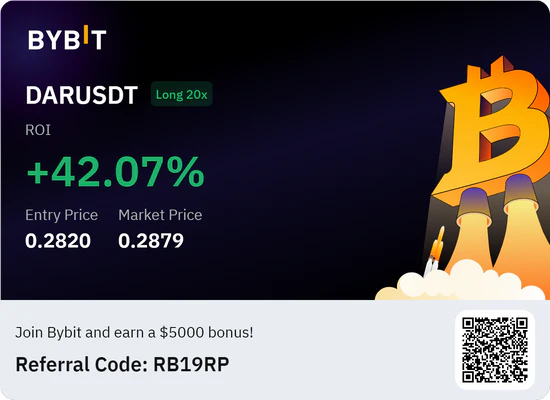 BYBIT
DARUSDT Long 20x
ROI
+42.07%
Entry Price Market Price
0.2820 0.2879
Join Bybit and earn a $5000 bonus!
Referral Code: RB19RP